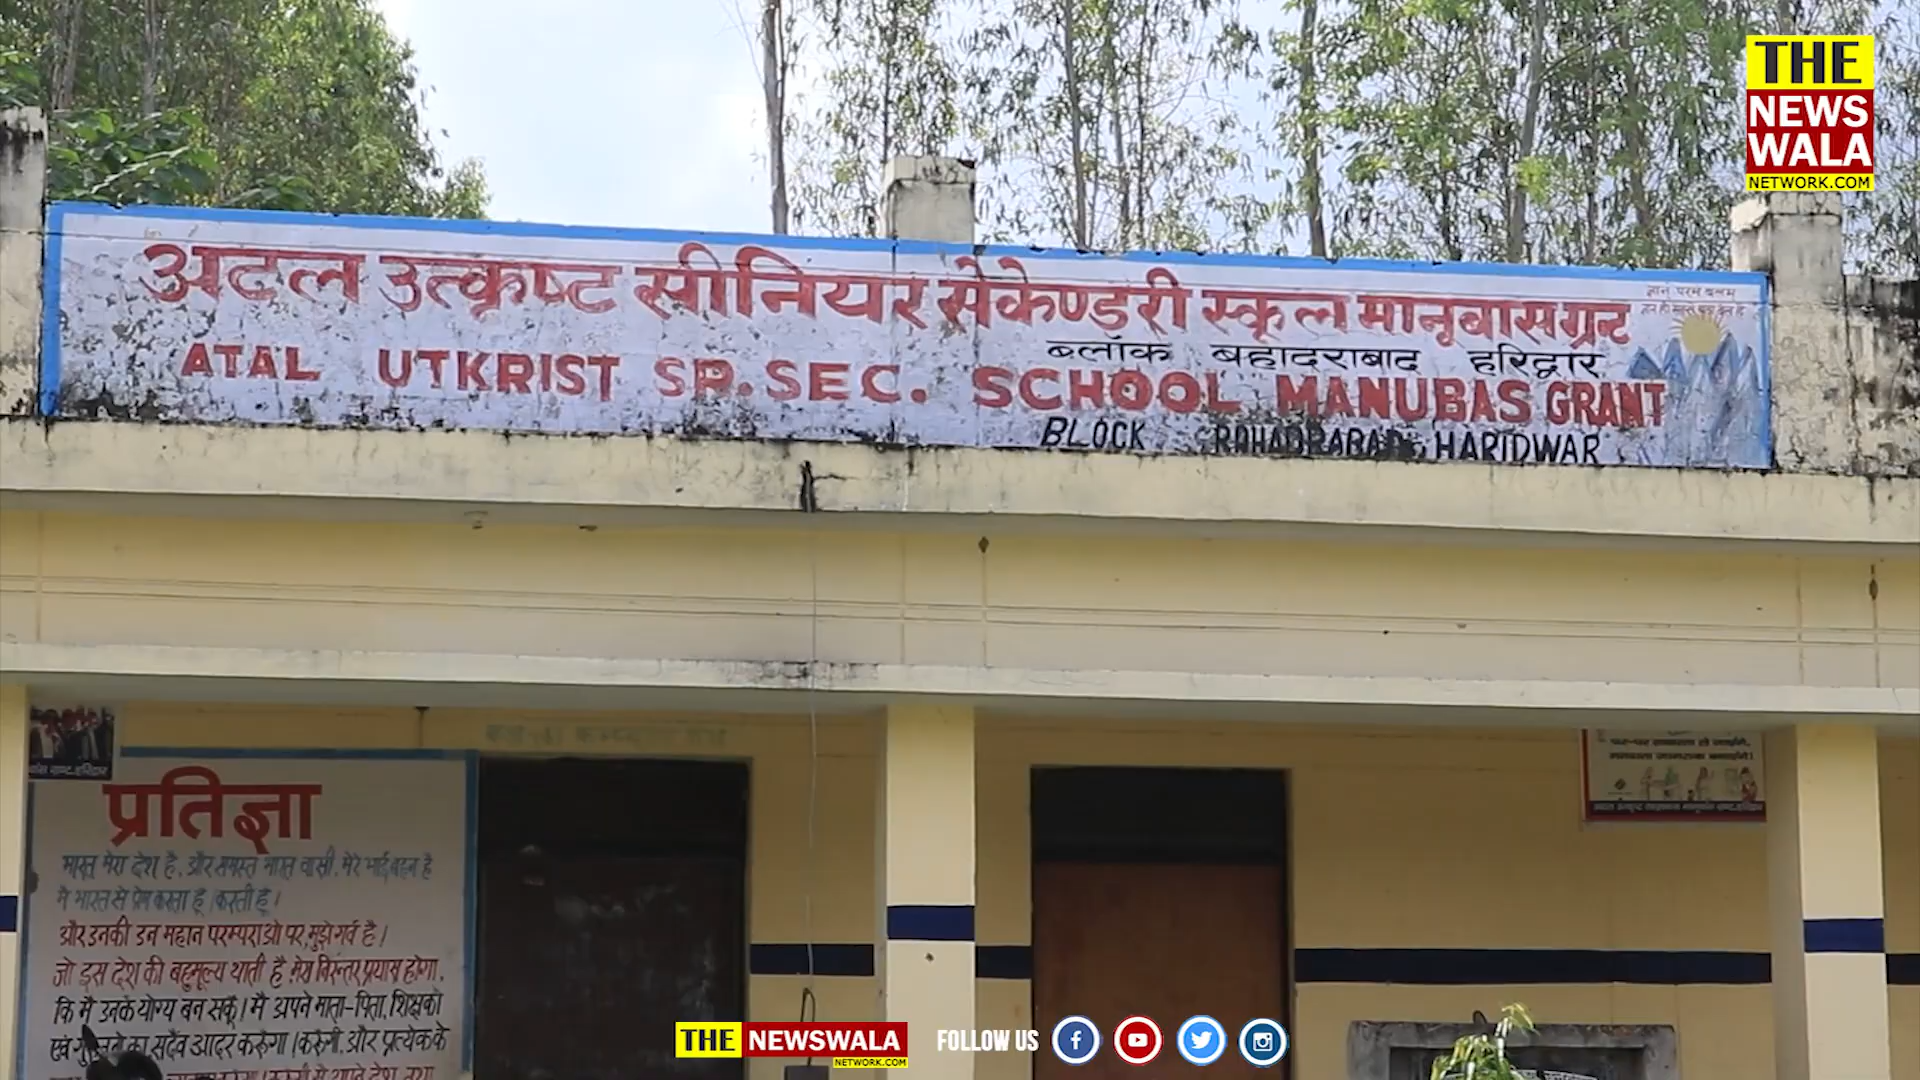 THE
NEWS
WALA
NETWORK.COM
अटल उत्कृष्ट सीनियर सेकेण्ड्री स्कूल मानूबास ग्रन्ट
ब्लॉक बहादराबाद हरिद्वार
ATAL UTKRIST SR. SEC. SCHOOL MANUBAS GRANT
BLOCK HARIDWAR
प्रतिज्ञा
भारत मेरा देश है, और समस्त भारत वासी, मेरे भाई बहन है
मै भारत से प्रेम करता हूँ / करती हूँ।
और उनकी उन महान परम्पराओ पर, मुझे गर्व है।
जो इस देश की बहुमूल्य थाती है मेरा निरन्तर प्रयास होगा,
कि मै उनके योग्य बन सकूँ। मै अपने माता-पिता, शिक्षको
एवं का सदैव आदर करूंगा / करूंगी, और प्रत्येक के
THE NEWSWALA
NETWORK.COM
FOLLOW US